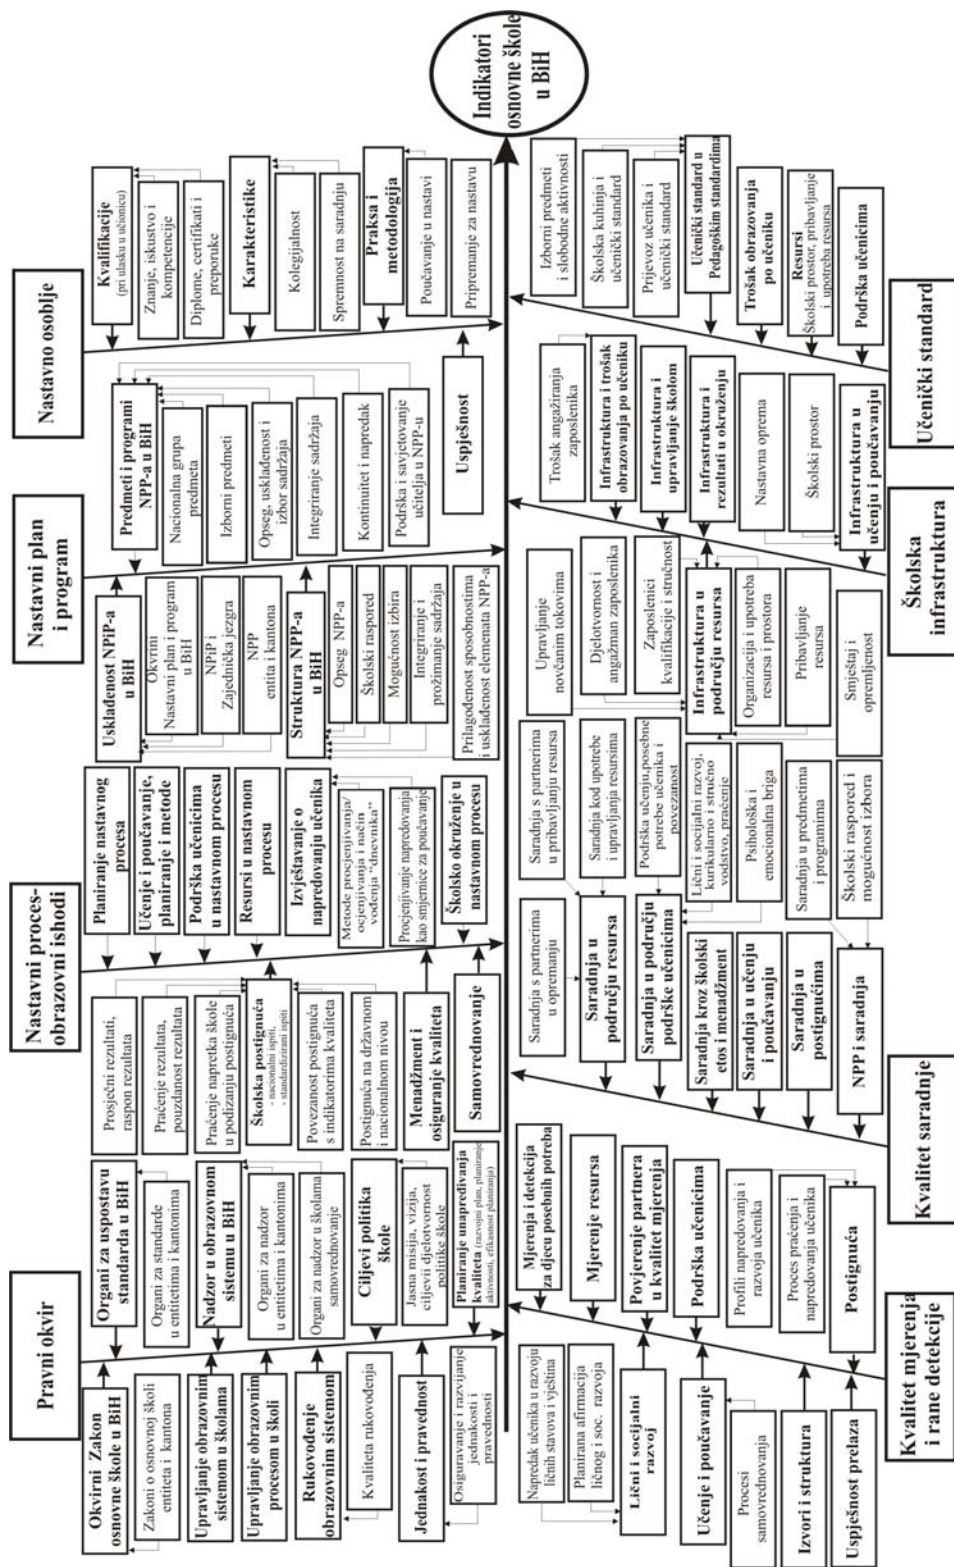 Pravni okvir
Okvirni Zakon
osnovne škole u BiH
Zakoni o osnovnoj školi
entiteta i kantona
Upravljanje obrazovnim
sistemom u školama
Upravljanje obrazovnim
procesom u školi
Rukovođenje
obrazovnim sistemom
Kvaliteta rukovođenja
Jednakost i pravednost
Osiguravanje i razvijanje
jednakosti i
pravednosti
Organi za uspostavu
standarda u BiH
Organi za standarde
u entitetima i kantonima
Nadzor u obrazovnom
sistemu u BiH
Organi za nadzor
u entitetima i kantonima
Organi za nadzor u školama
samovrednovanje
Ciljevi politika
škole
Jasna misija, vizija,
ciljevii djelotvornost
politike škole
Planiranje unapređivanja
kvaliteta (razvojni plan, planiranje
aktivnosti, efikasnost planiranja)
Nastavni proces-
obrazovni ishodi
Prosječni rezultati,
raspon rezultata
Praćenje rezultata,
pouzdanost rezultata
Praćenje napretka škole
u podizanju postignuća
Školska postignuća
- nacionalni ispiti,
- standardizirani ispiti
Povezanost postignuća
s indikatorima kvaliteta
Postignuća na državnom
i nacionalnom nivou
Menadžment i
osiguranje kvaliteta
Samovrednovanje
Planiranje nastavnog
procesa
Učenje i poučavanje,
planiranje i metode
Podrška učenicima
u nastavnom procesu
Resursi u nastavnom
procesu
Izvještavanje o
napredovanju učenika
Metode procjenjivanja/
ocjenjivanja i način
vođenja "dnevnika"
Procjenjivanje napredovanja
kao smjernice za poučavanje
Školsko okruženje u
nastavnom procesu
Nastavni plan
i program
Usklađenost NPiP-a
u BiH
Okvrini
Nastavni plan i program
u BiH
NPiP i
Zajednička jezgra
NPP
entita i kantona
Struktura NPP-a
u BiH
Opseg NPP-a
Školski raspored
Mogućnost izbira
Integriranje i
prožimanje sadržaja
Prilagođenost sposobnostima
i usklađenost elemenata NPP-a
Predmeti i programi
NPP-a u BiH
Nacionalna grupa
predmeta
Izborni predmeti
Opseg, usklađenost i
izbor sadržaja
Integriranje sadržaja
Kontinuitet i napredak
Podrška i savjetovanje
učitelja u NPP-u
Uspješnost
Nastavno osoblje
Kvalifikacije
(pri ulasku u učionicu)
Znanje, iskustvo i
kompetencije
Diplome, certifikati i
preporuke
Karakteristike
Kolegijalnost
Spremnost na saradnju
Praksa i
metodologija
Poučavanje u nastavi
Pripremanje za nastavu
Indikatori
osnovne škole
u BiH
Napredak učenika u razvoju
ličnih stavova i vještina
Planirana afirmacija
ličnog i soc. razvoja
Lični i socijalni
razvoj
Učenje i poučavanje
Procesi
samovrednovanja
Izvori i struktura
Uspješnost prelaza
Mjerenja i detekcija
za djecu posebnih potreba
Mjerenje resursa
Povjerenje partnera
u kvalitet mjerenja
Podrška učenicima
Profili napredovanja i
razvoja učenika
Proces praćenja i
napredovanja učenika
Postignuća
Kvalitet mjerenja
i rane detekcije
Saradnja s partnerima
u opremanju
Saradnja u
području resursa
Saradnja u području
podrške učenicima
Saradnja kroz školski
etos i menadžment
Saradnja u učenju
i poučavanju
Saradnja u
postignućima
NPP i saradnja
Saradnja s partnerima
u pribavljanju resursa
Saradnja kod upotrebe
i upravljanja resursima
Podrška učenju,posebne
potrebe učenika i
povezanost
Lični i socijalni razvoj,
kurikularno i stručno
vodstvo, praćenje
Psihološka i
emocionalna briga
Saradnja u predmetima
i programima
Školski raspored i
mogućnost izbora
Kvalitet saradnje
Upravljanje
novčanim tokovima
Djelotvornost i
angažman zaposlenika
Zaposlenici
kvalifikacije i stručnost
Infrastruktura u
području resursa
Organizacija i upotreba
resursa i prostora
Pribavljanje
resursa
Smještaj i
opremljenost
Trošak angažiranja
zaposlenika
Infrastruktura i trošak
obrazovanja po učeniku
Infrastruktura i
upravljanje školom
Infrastruktura i
rezultati u okruženju
Nastavna oprema
Školski prostor
Infrastruktura u
učenju i poučavanju
Školska
infrastruktura
Izborni predmeti
i slobodne aktivnosti
Školska kuhinja i
učenički standard
Prijevoz učenika i
učenički standard
Učenički standard u
Pedagoškim standardima
Trošak obrazovanja
po učeniku
Resursi
Školski prostor, pribavljanje
i upotreba resursa
Podrška učenicima
Učenički standard